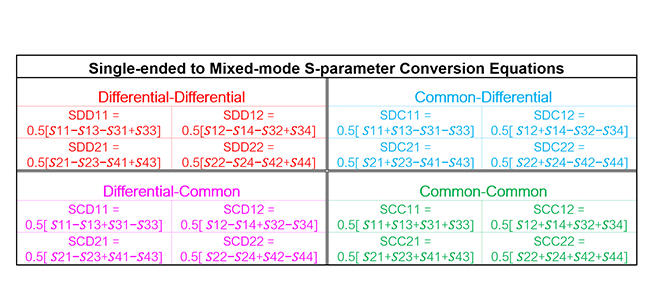 Single-ended to Mixed-mode S-parameter Conversion Equations
Differential-Differential
SDD11 =
0.5[S11−S13−S31+S33]
SDD12 =
0.5[S12−S14−S32+S34]
SDD21 =
0.5[S21−S23−S41+S43]
SDD22 =
0.5[S22−S24−S42+S44]
Common-Differential
SDC11 =
0.5[ S11+S13−S31−S33]
SDC12 =
0.5[ S12+S14−S32−S34]
SDC21 =
0.5[ S21+S23−S41−S43]
SDC22 =
0.5[ S22+S24−S42−S44]
Differential-Common
SCD11 =
0.5[ S11−S13+S31−S33]
SCD12 =
0.5[ S12−S14+S32−S34]
SCD21 =
0.5[ S21−S23+S41−S43]
SCD22 =
0.5[ S22−S24+S42−S44]
Common-Common
SCC11 =
0.5[ S11+S13+S31+S33]
SCC12 =
0.5[ S12+S14+S32+S34]
SCC21 =
0.5[ S21+S23+S41+S43]
SCC22 =
0.5[ S22+S24+S42+S44]